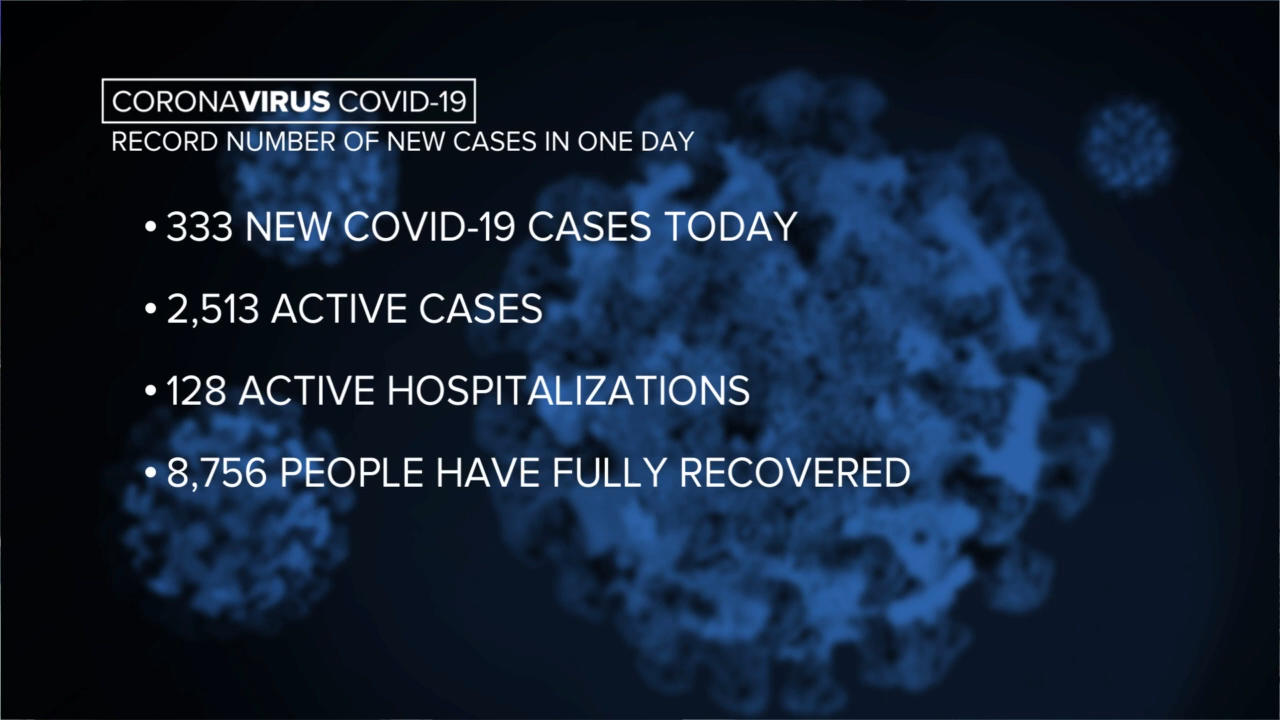 CORONAVIRUS COVID-19
RECORD NUMBER OF NEW CASES IN ONE DAY
• 333 NEW COVID-19 CASES TODAY
• 2,513 ACTIVE CASES
• 128 ACTIVE HOSPITALIZATIONS
• 8,756 PEOPLE HAVE FULLY RECOVERED